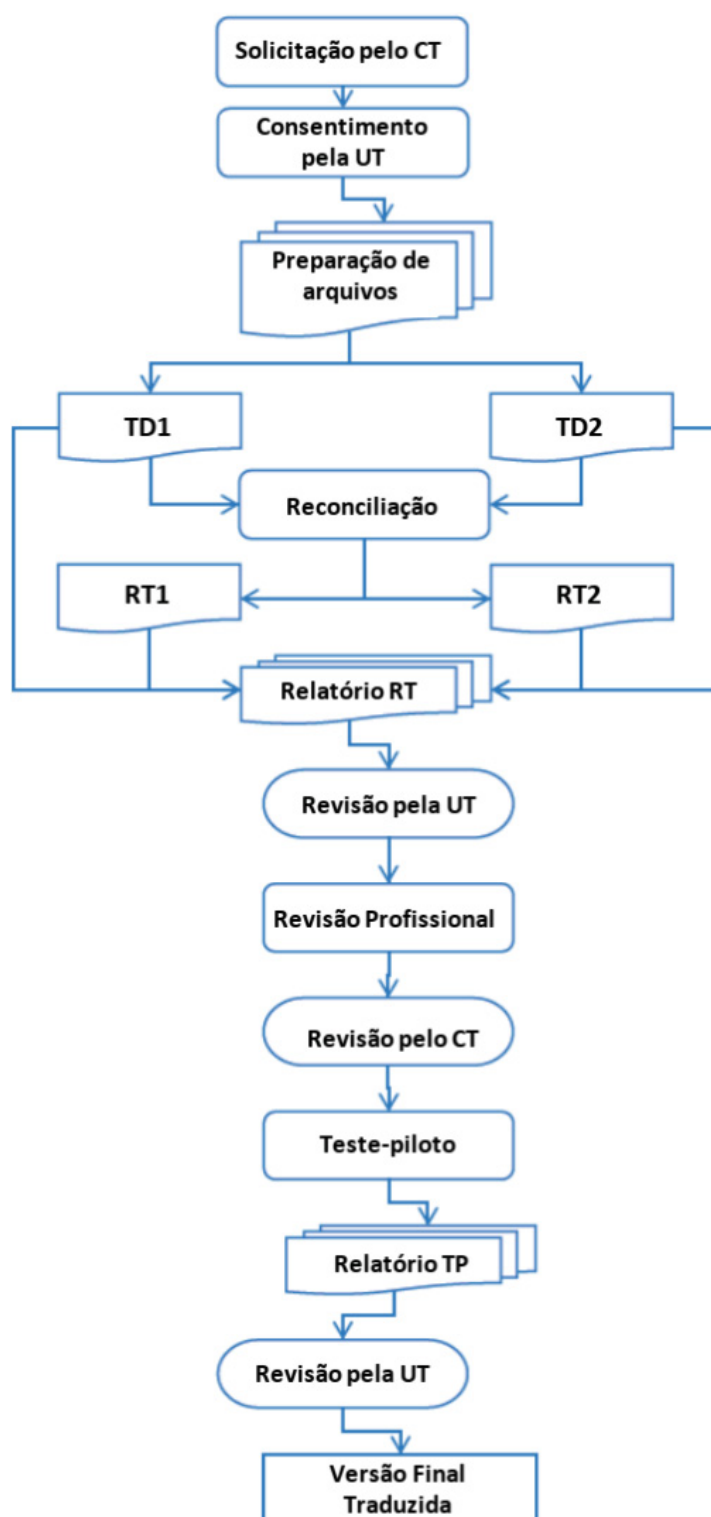 Solicitação pelo CT
Consentimento
pela UT
Preparação de
arquivos
TD1
TD2
Reconciliação
RT1
RT2
Relatório RT
Revisão pela UT
Revisão Profissional
Revisão pelo CT
Teste-piloto
Relatório TP
Revisão pela UT
Versão Final
Traduzida